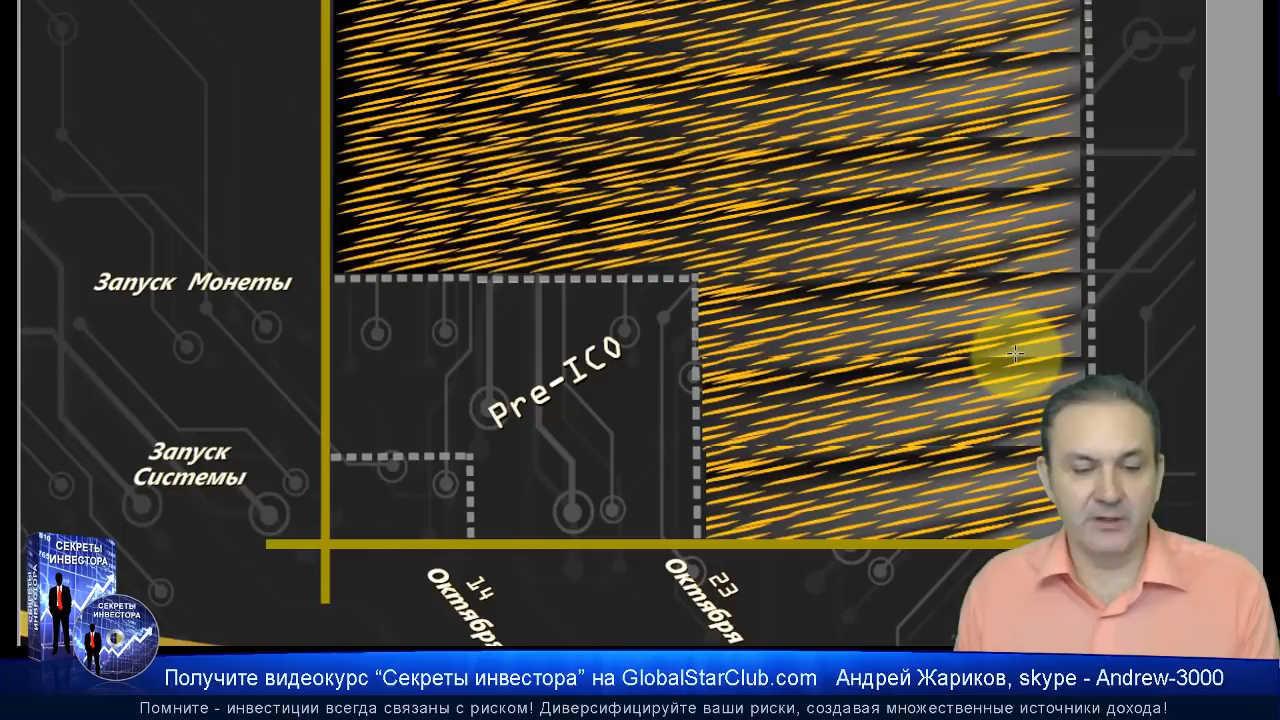 Запуск Монеты
Pre-ICO
Запуск
Системы
14
Октября
23
Октября
СЕКРЕТЫ
ИНВЕСТОРА
СЕКРЕТЫ
ИНВЕСТОРА
Получите видеокурс “Секреты инвестора” на GlobalStarClub.com Андрей Жариков, skype - Andrew-3000
Помните - инвестиции всегда связаны с риском! Диверсифицируйте ваши риски, создавая множественные источники дохода!